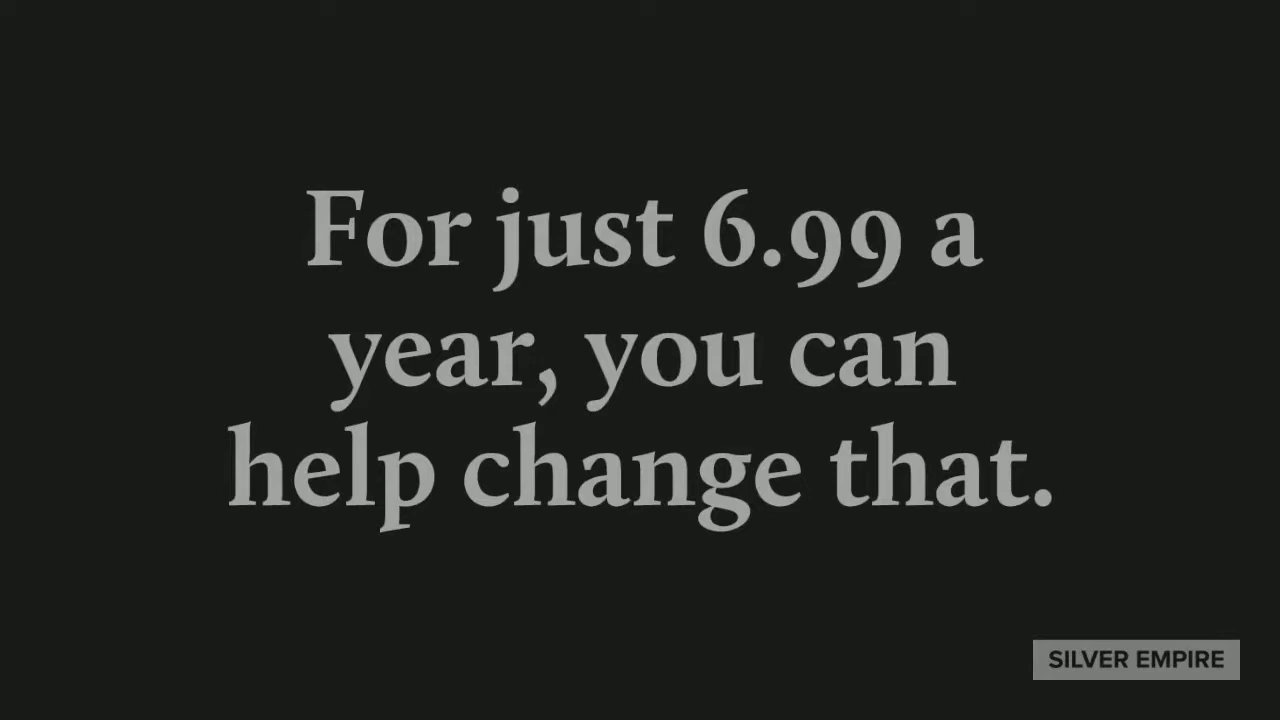 For just 6.99 a
year, you can
help change that.
SILVER EMPIRE